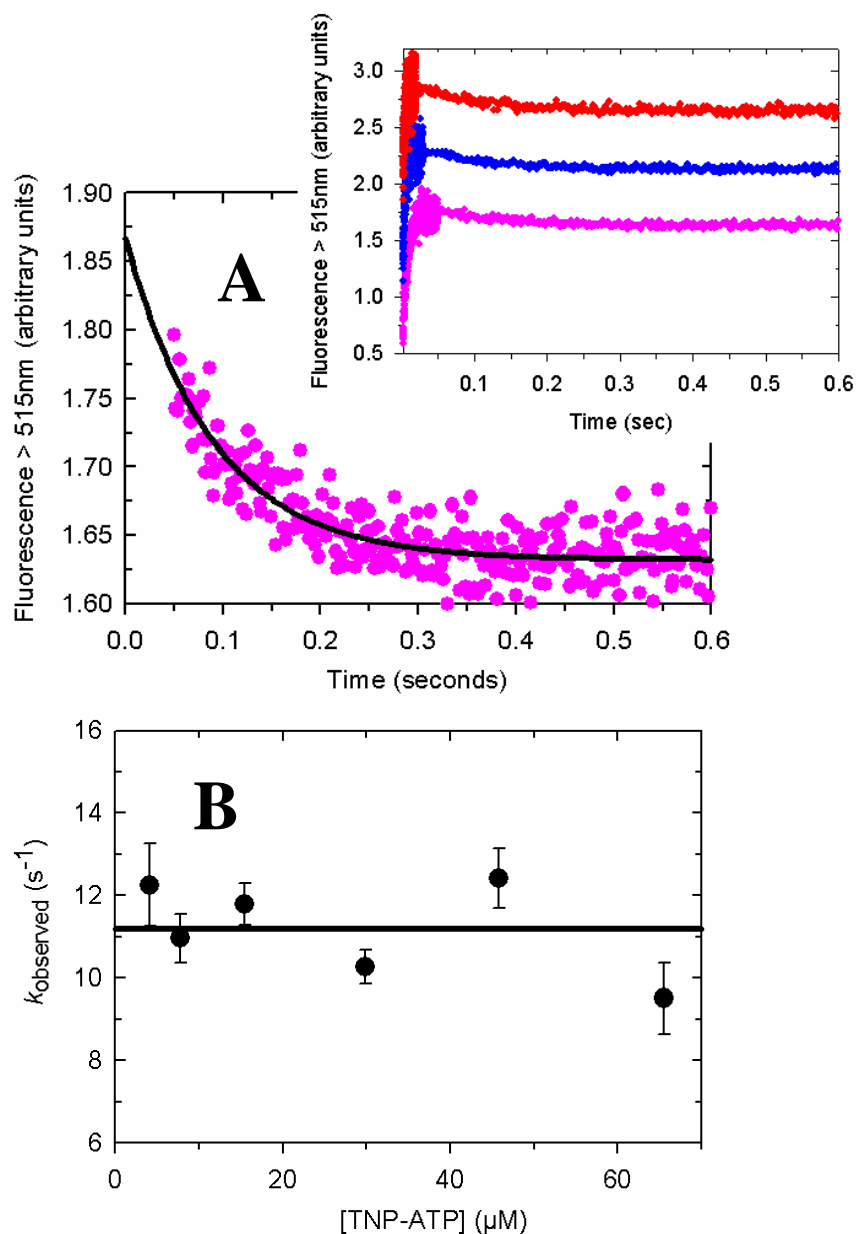 Fluorescence > 515nm (arbitrary units)
3.0
2.5
2.0
1.5
1.0
0.5
0.1 0.2 0.3 0.4 0.5 0.6
Time (sec)
A
Fluorescence > 515nm (arbitrary units)
1.90
1.85
1.80
1.75
1.70
1.65
1.60
0.0 0.1 0.2 0.3 0.4 0.5 0.6
Time (seconds)
B
kobserved (s-1)
16
14
12
10
8
6
0 20 40 60
[TNP-ATP] (µM)